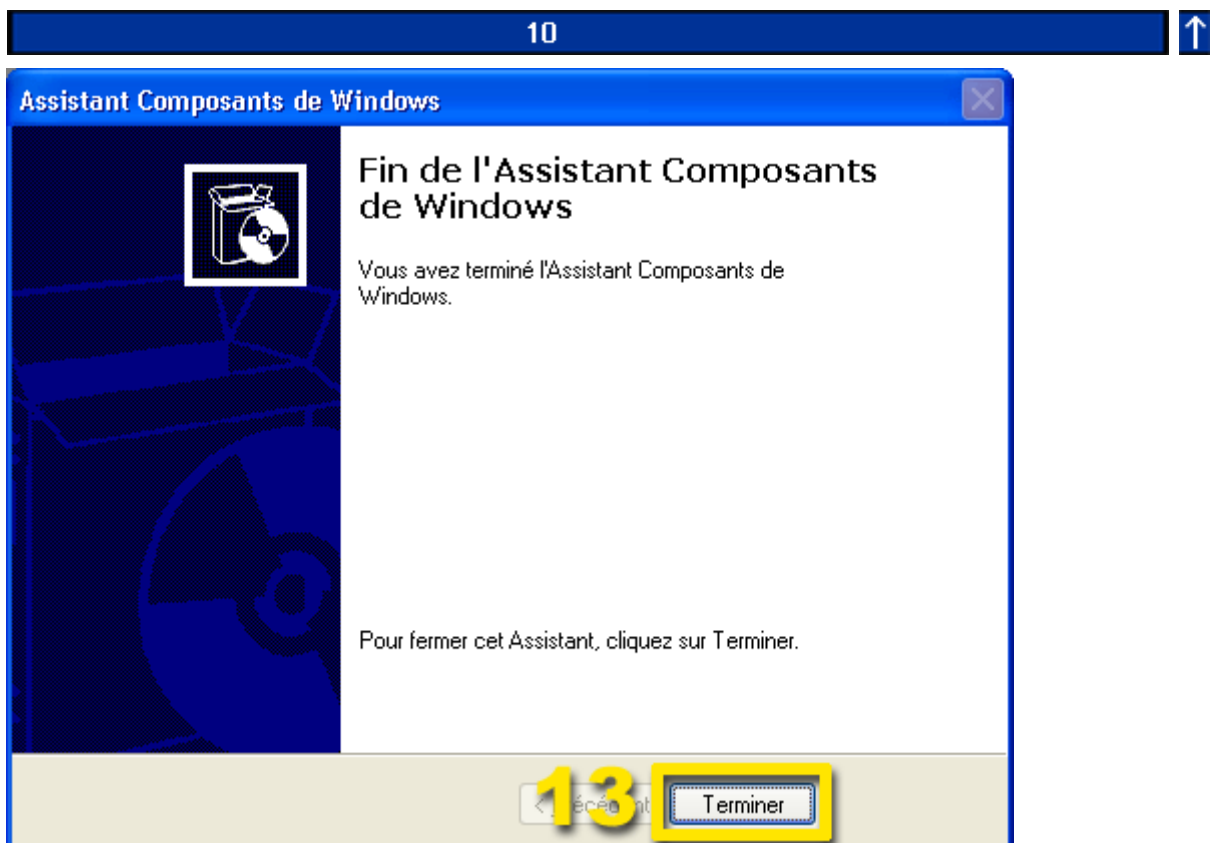 10
↑
Assistant Composants de Windows
Fin de l'Assistant Composants
de Windows
Vous avez terminé l'Assistant Composants de
Windows.
Pour fermer cet Assistant, cliquez sur Terminer.
13
Terminer